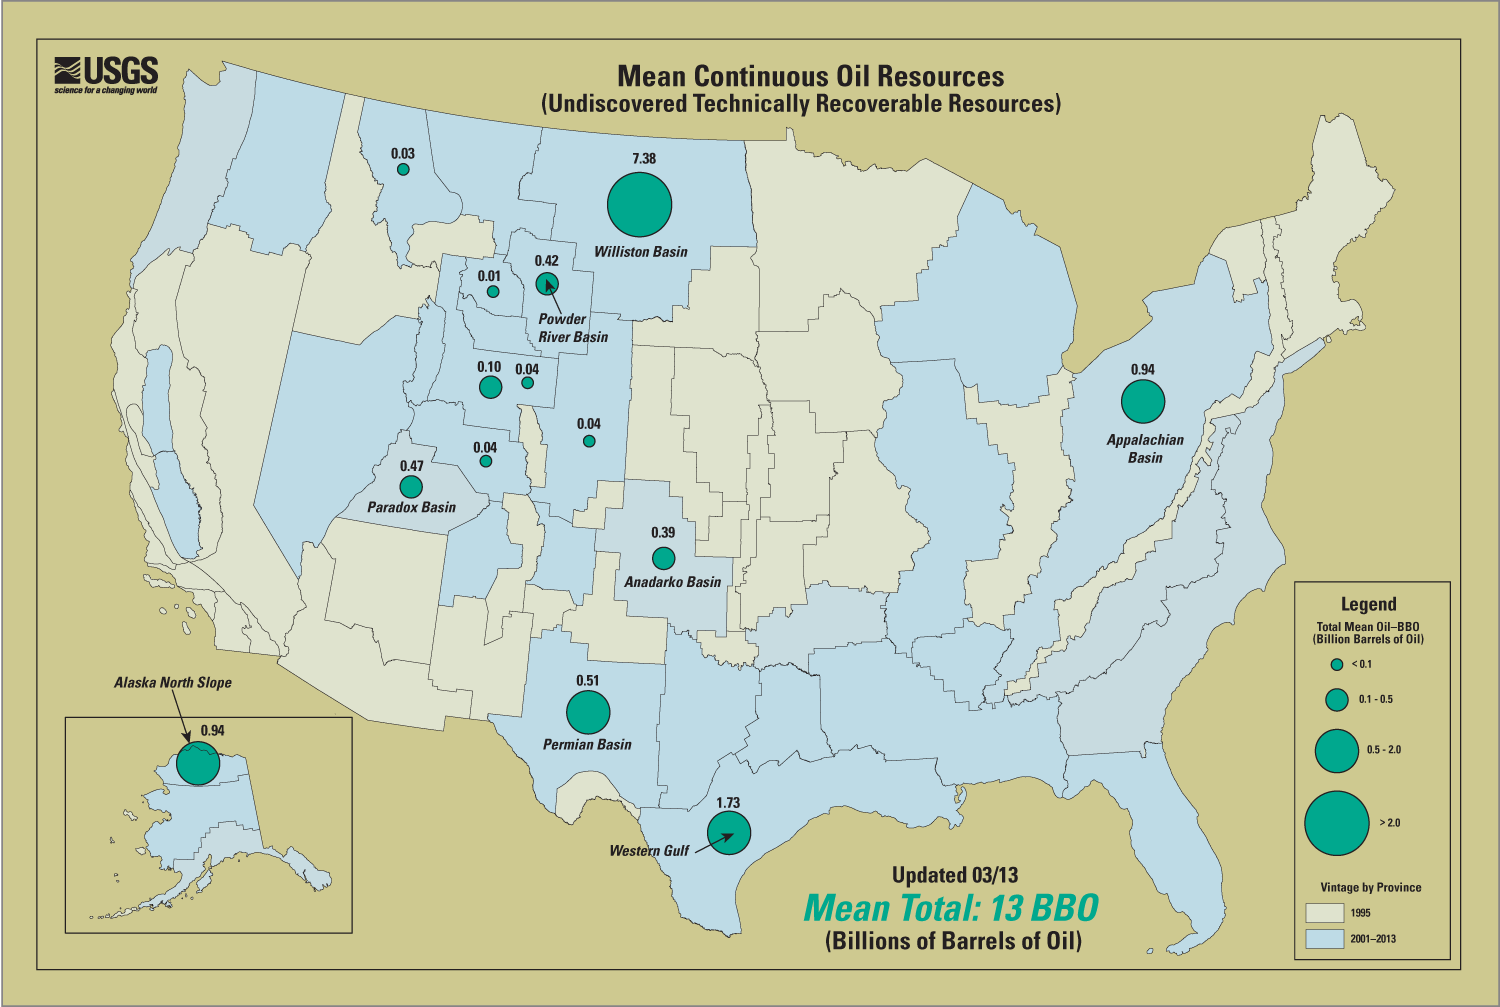 USGS
science for a changing world
Mean Continuous Oil Resources
(Undiscovered Technically Recoverable Resources)
0.03
7.38
Williston Basin
0.42
0.01
Powder
River Basin
0.10
0.04
0.94
Appalachian
Basin
0.04
0.04
0.47
Paradox Basin
0.39
Anadarko Basin
0.51
Permian Basin
Alaska North Slope
0.94
1.73
Western Gulf
Updated 03/13
Mean Total: 13 BBO
(Billions of Barrels of Oil)
Legend
Total Mean Oil–BBO
(Billion Barrels of Oil)
< 0.1
0.1 - 0.5
0.5 - 2.0
> 2.0
Vintage by Province
1995
2001–2013